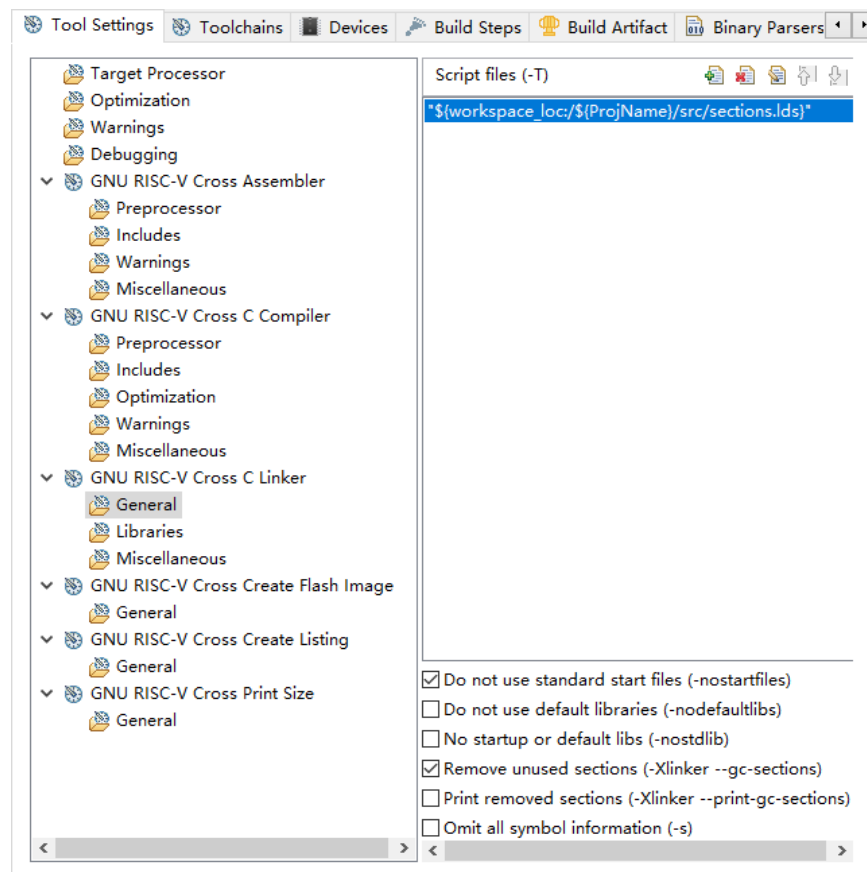 Tool Settings
Toolchains
Devices
Build Steps
Build Artifact
Binary Parsers
Target Processor
Optimization
Warnings
Debugging
GNU RISC-V Cross Assembler
Preprocessor
Includes
Warnings
Miscellaneous
GNU RISC-V Cross C Compiler
Preprocessor
Includes
Optimization
Warnings
Miscellaneous
GNU RISC-V Cross C Linker
General
Libraries
Miscellaneous
GNU RISC-V Cross Create Flash Image
General
GNU RISC-V Cross Create Listing
General
GNU RISC-V Cross Print Size
General
Script files (-T)
"${workspace_loc:/${ProjName}/src/sections.lds}"
Do not use standard start files (-nostartfiles)
Do not use default libraries (-nodefaultlibs)
No startup or default libs (-nostdlib)
Remove unused sections (-Xlinker --gc-sections)
Print removed sections (-Xlinker --print-gc-sections)
Omit all symbol information (-s)